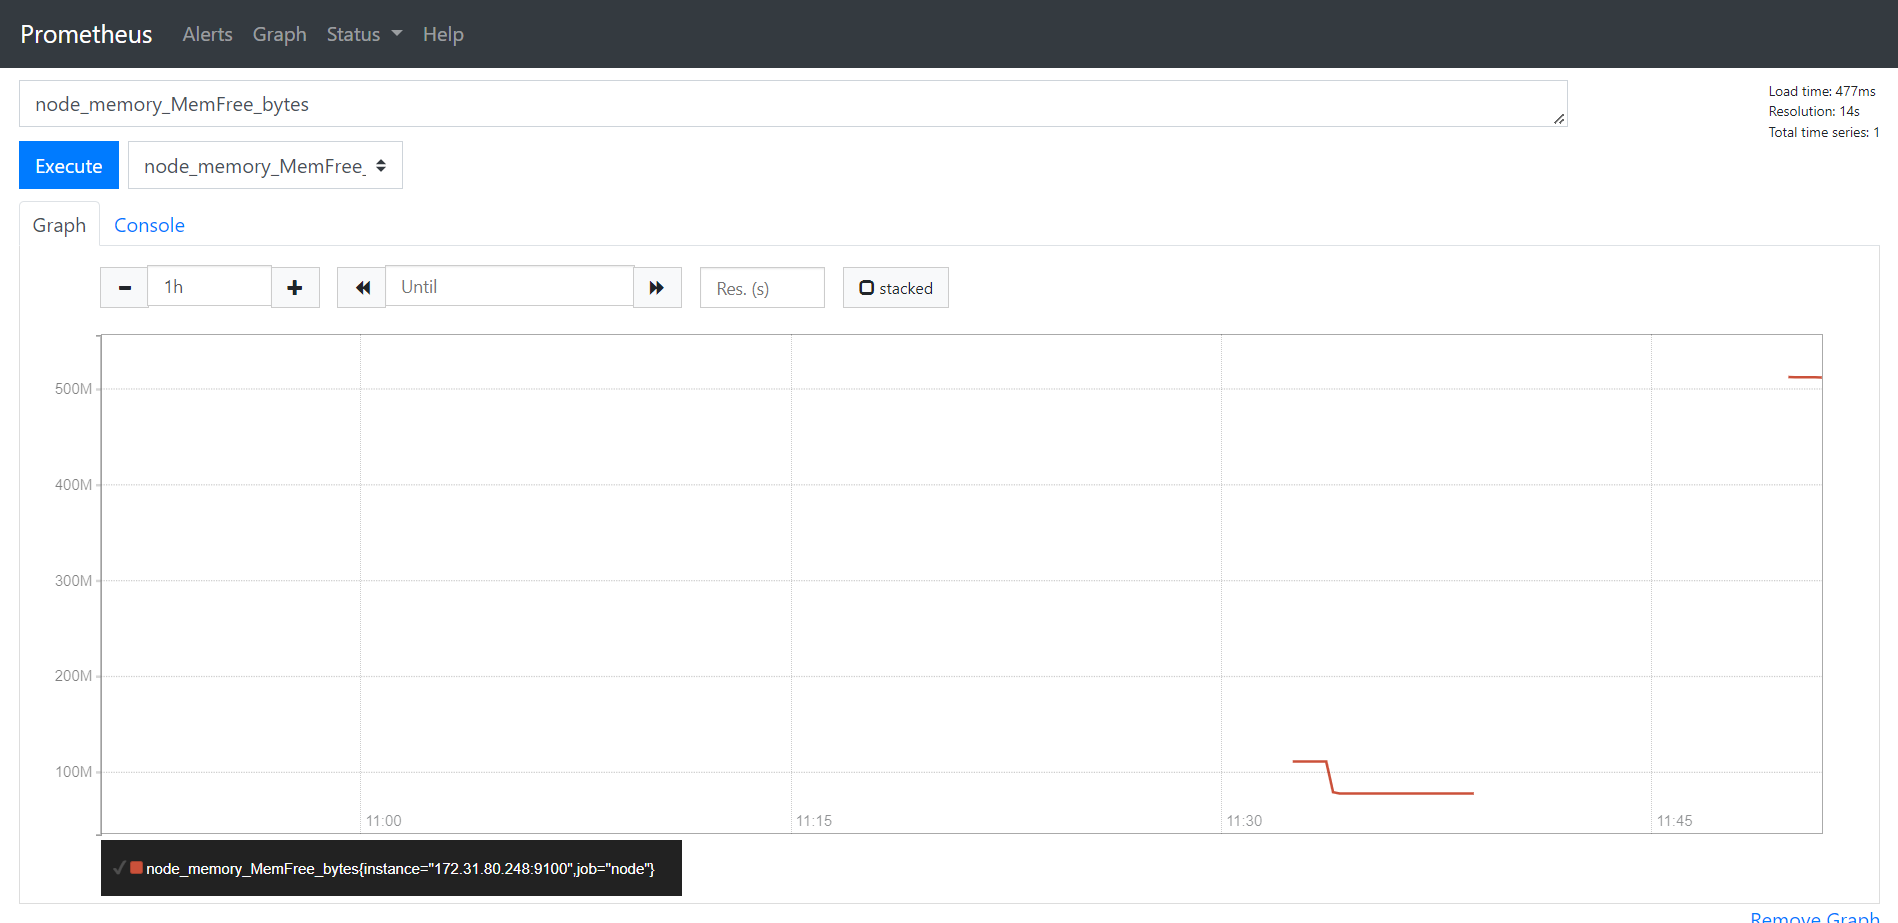 Prometheus Alerts Graph Status Help
node_memory_MemFree_bytes
Load time: 477ms
Resolution: 14s
Total time series: 1
Execute node_memory_MemFree_
Graph Console
1h Until Res. (s) stacked
500M
400M
300M
200M
100M
11:00 11:15 11:30 11:45
node_memory_MemFree_bytes{instance="172.31.80.248:9100",job="node"}
Remove Graph